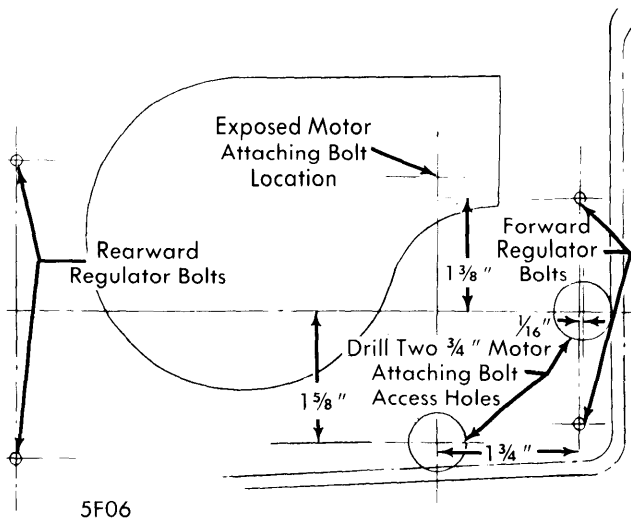 Exposed Motor
Attaching Bolt
Location
Rearward
Regulator Bolts
Forward
Regulator
Bolts
1 3/8 "
1/16"
Drill Two 3/4 " Motor
Attaching Bolt
Access Holes
1 5/8 "
1 3/4 "
5F06